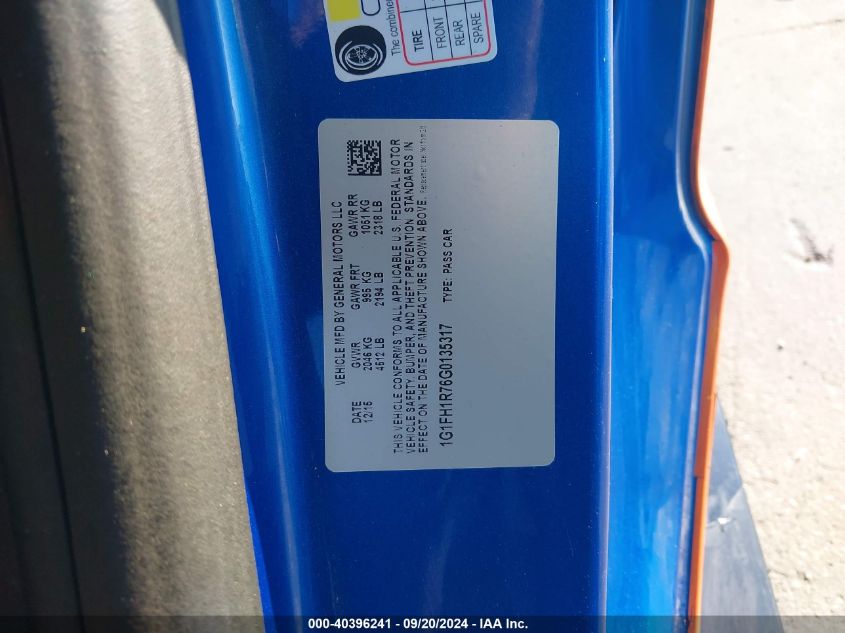 The combined
TIRE
FRONT
REAR
SPARE
VEHICLE MFD BY GENERAL MOTORS LLC
DATE GVWR GAWR FRT GAWR RR
12/15 2046 KG 995 KG 1051 KG
4512 LB 2194 LB 2318 LB
THIS VEHICLE CONFORMS TO ALL APPLICABLE U.S. FEDERAL MOTOR
VEHICLE SAFETY, BUMPER, AND THEFT PREVENTION STANDARDS IN
EFFECT ON THE DATE OF MANUFACTURE SHOWN ABOVE.
1G1FH1R76G0135317 TYPE: PASS CAR
000-40396241 - 09/20/2024 - IAA Inc.